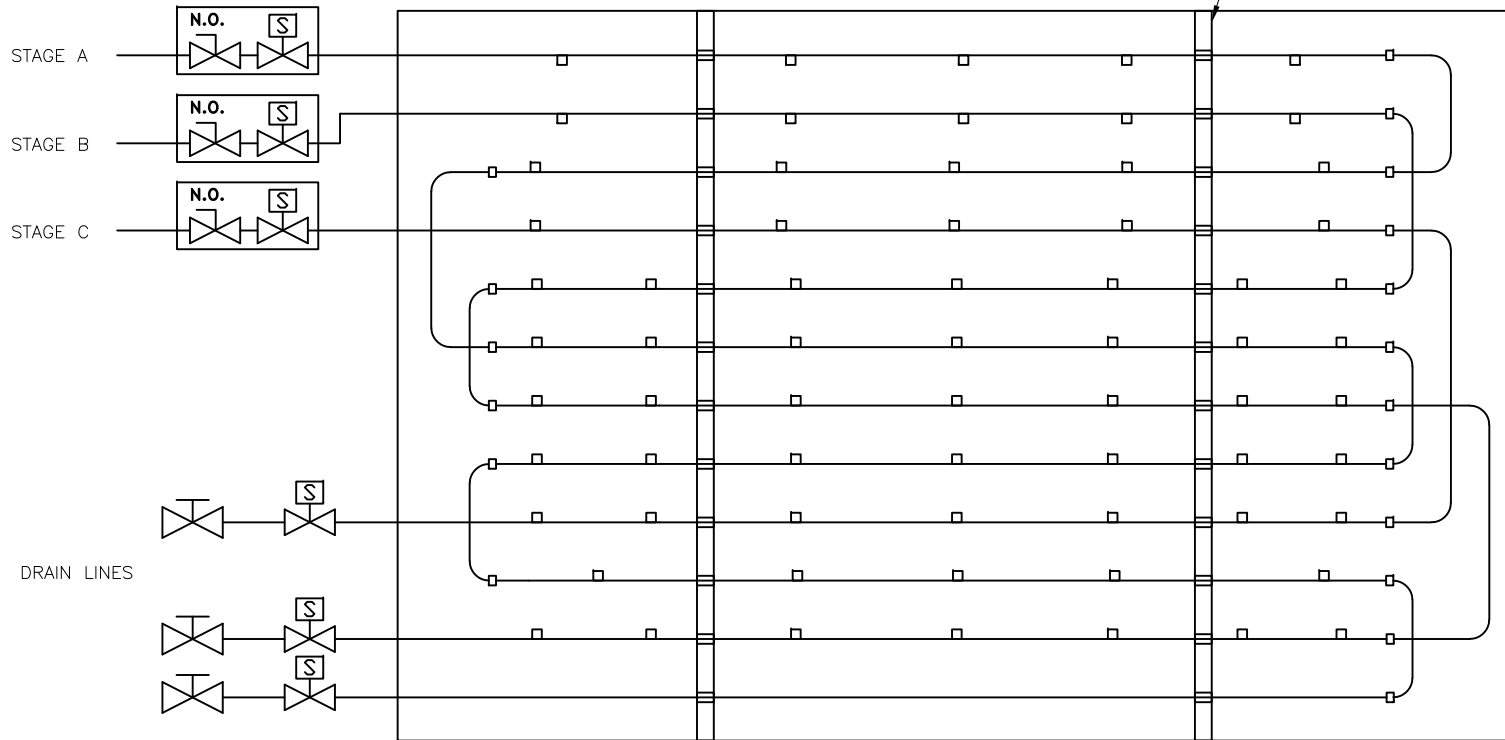 N.O. S
STAGE A
N.O. S
STAGE B
N.O. S
STAGE C
S
DRAIN LINES
S
S